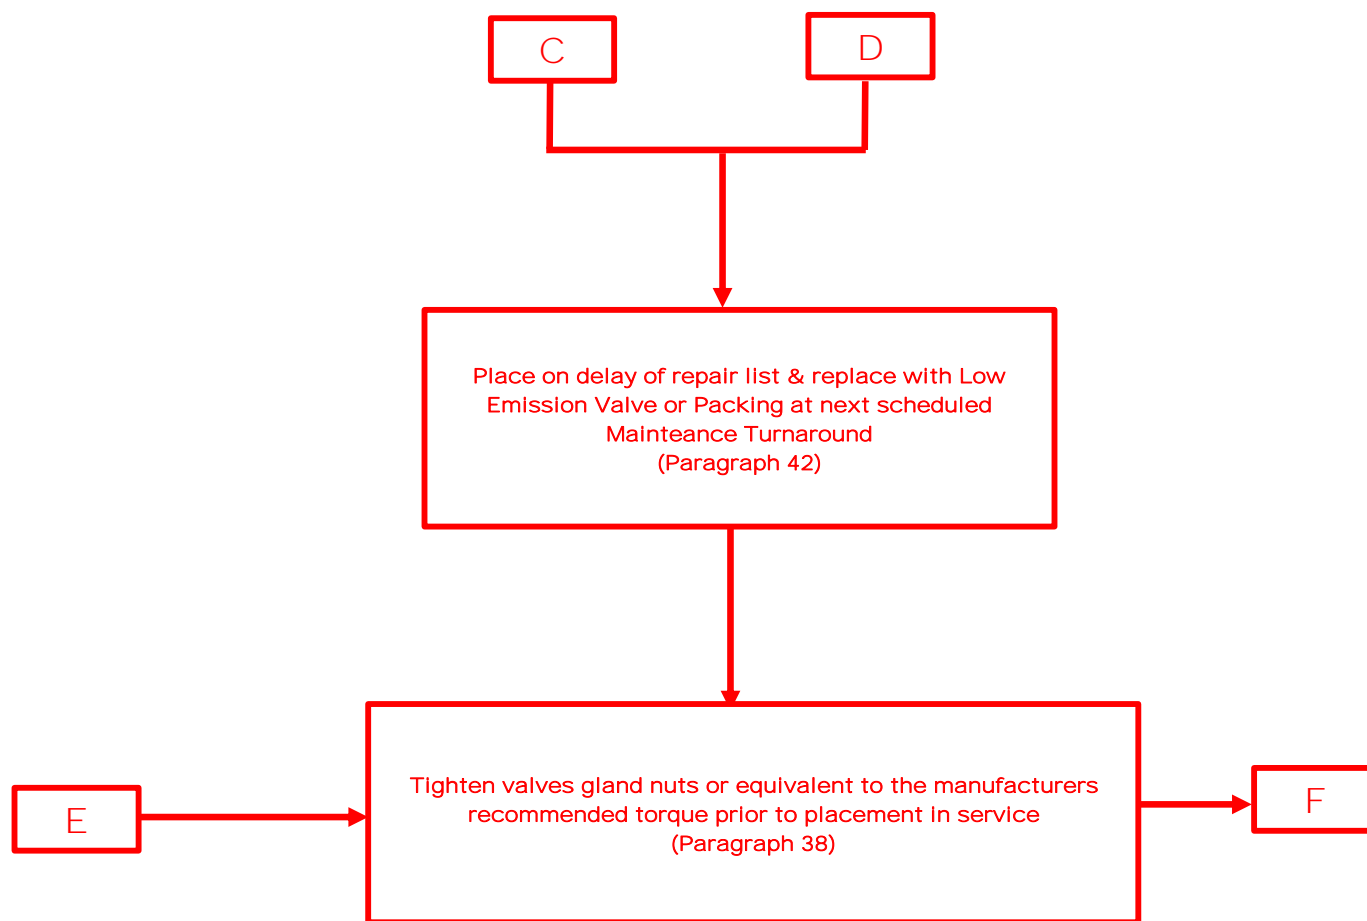 C
D
Place on delay of repair list & replace with Low
Emission Valve or Packing at next scheduled
Mainteance Turnaround
(Paragraph 42)
Tighten valves gland nuts or equivalent to the manufacturers
recommended torque prior to placement in service
(Paragraph 38)
E
F